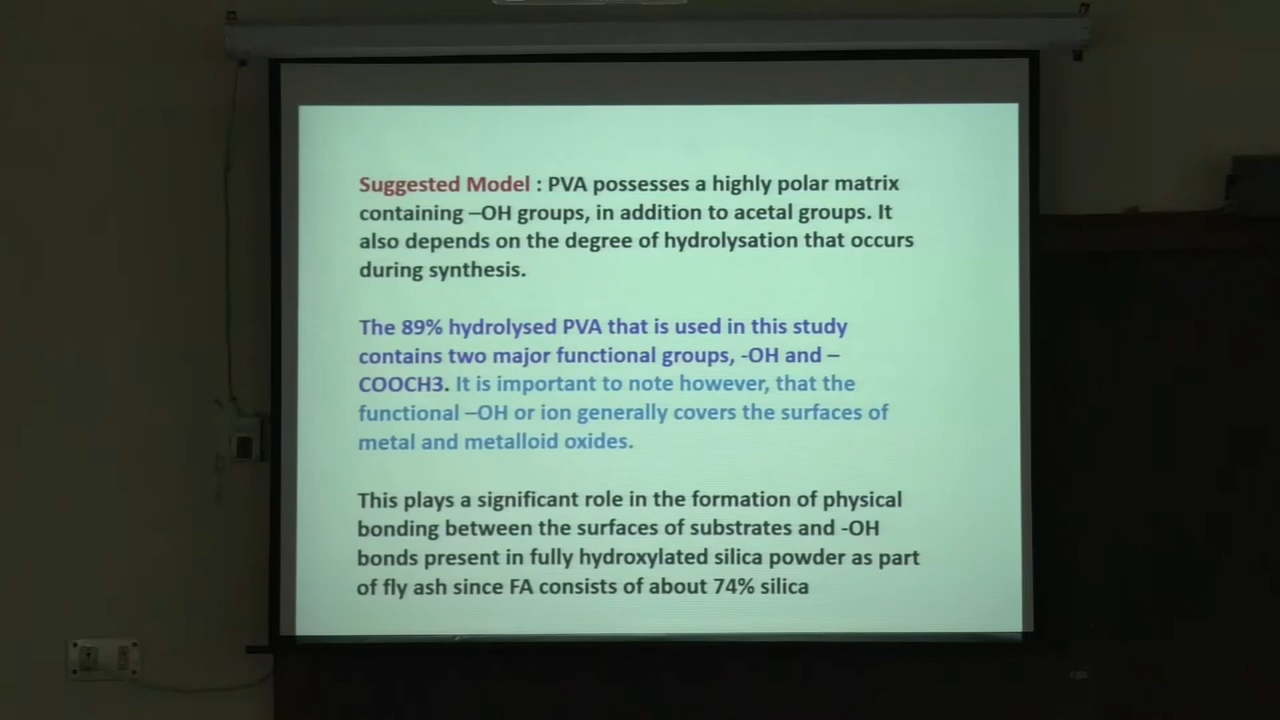 Suggested Model : PVA possesses a highly polar matrix
containing –OH groups, in addition to acetal groups. It
also depends on the degree of hydrolysation that occurs
during synthesis.
The 89% hydrolysed PVA that is used in this study
contains two major functional groups, -OH and –
COOCH3. It is important to note however, that the
functional –OH or ion generally covers the surfaces of
metal and metalloid oxides.
This plays a significant role in the formation of physical
bonding between the surfaces of substrates and -OH
bonds present in fully hydroxylated silica powder as part
of fly ash since FA consists of about 74% silica